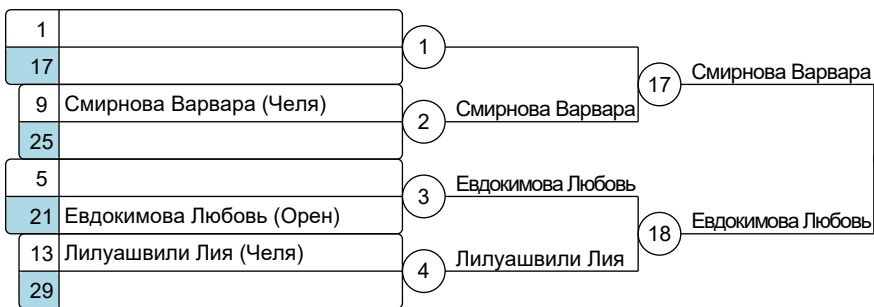 1
17
1
9 Смирнова Варвара (Челя)
25
2
Смирнова Варвара
17
Смирнова Варвара
5
21 Евдокимова Любовь (Орен)
3
Евдокимова Любовь
13 Лилуашвили Лия (Челя)
29
4
Лилуашвили Лия
18
Евдокимова Любовь